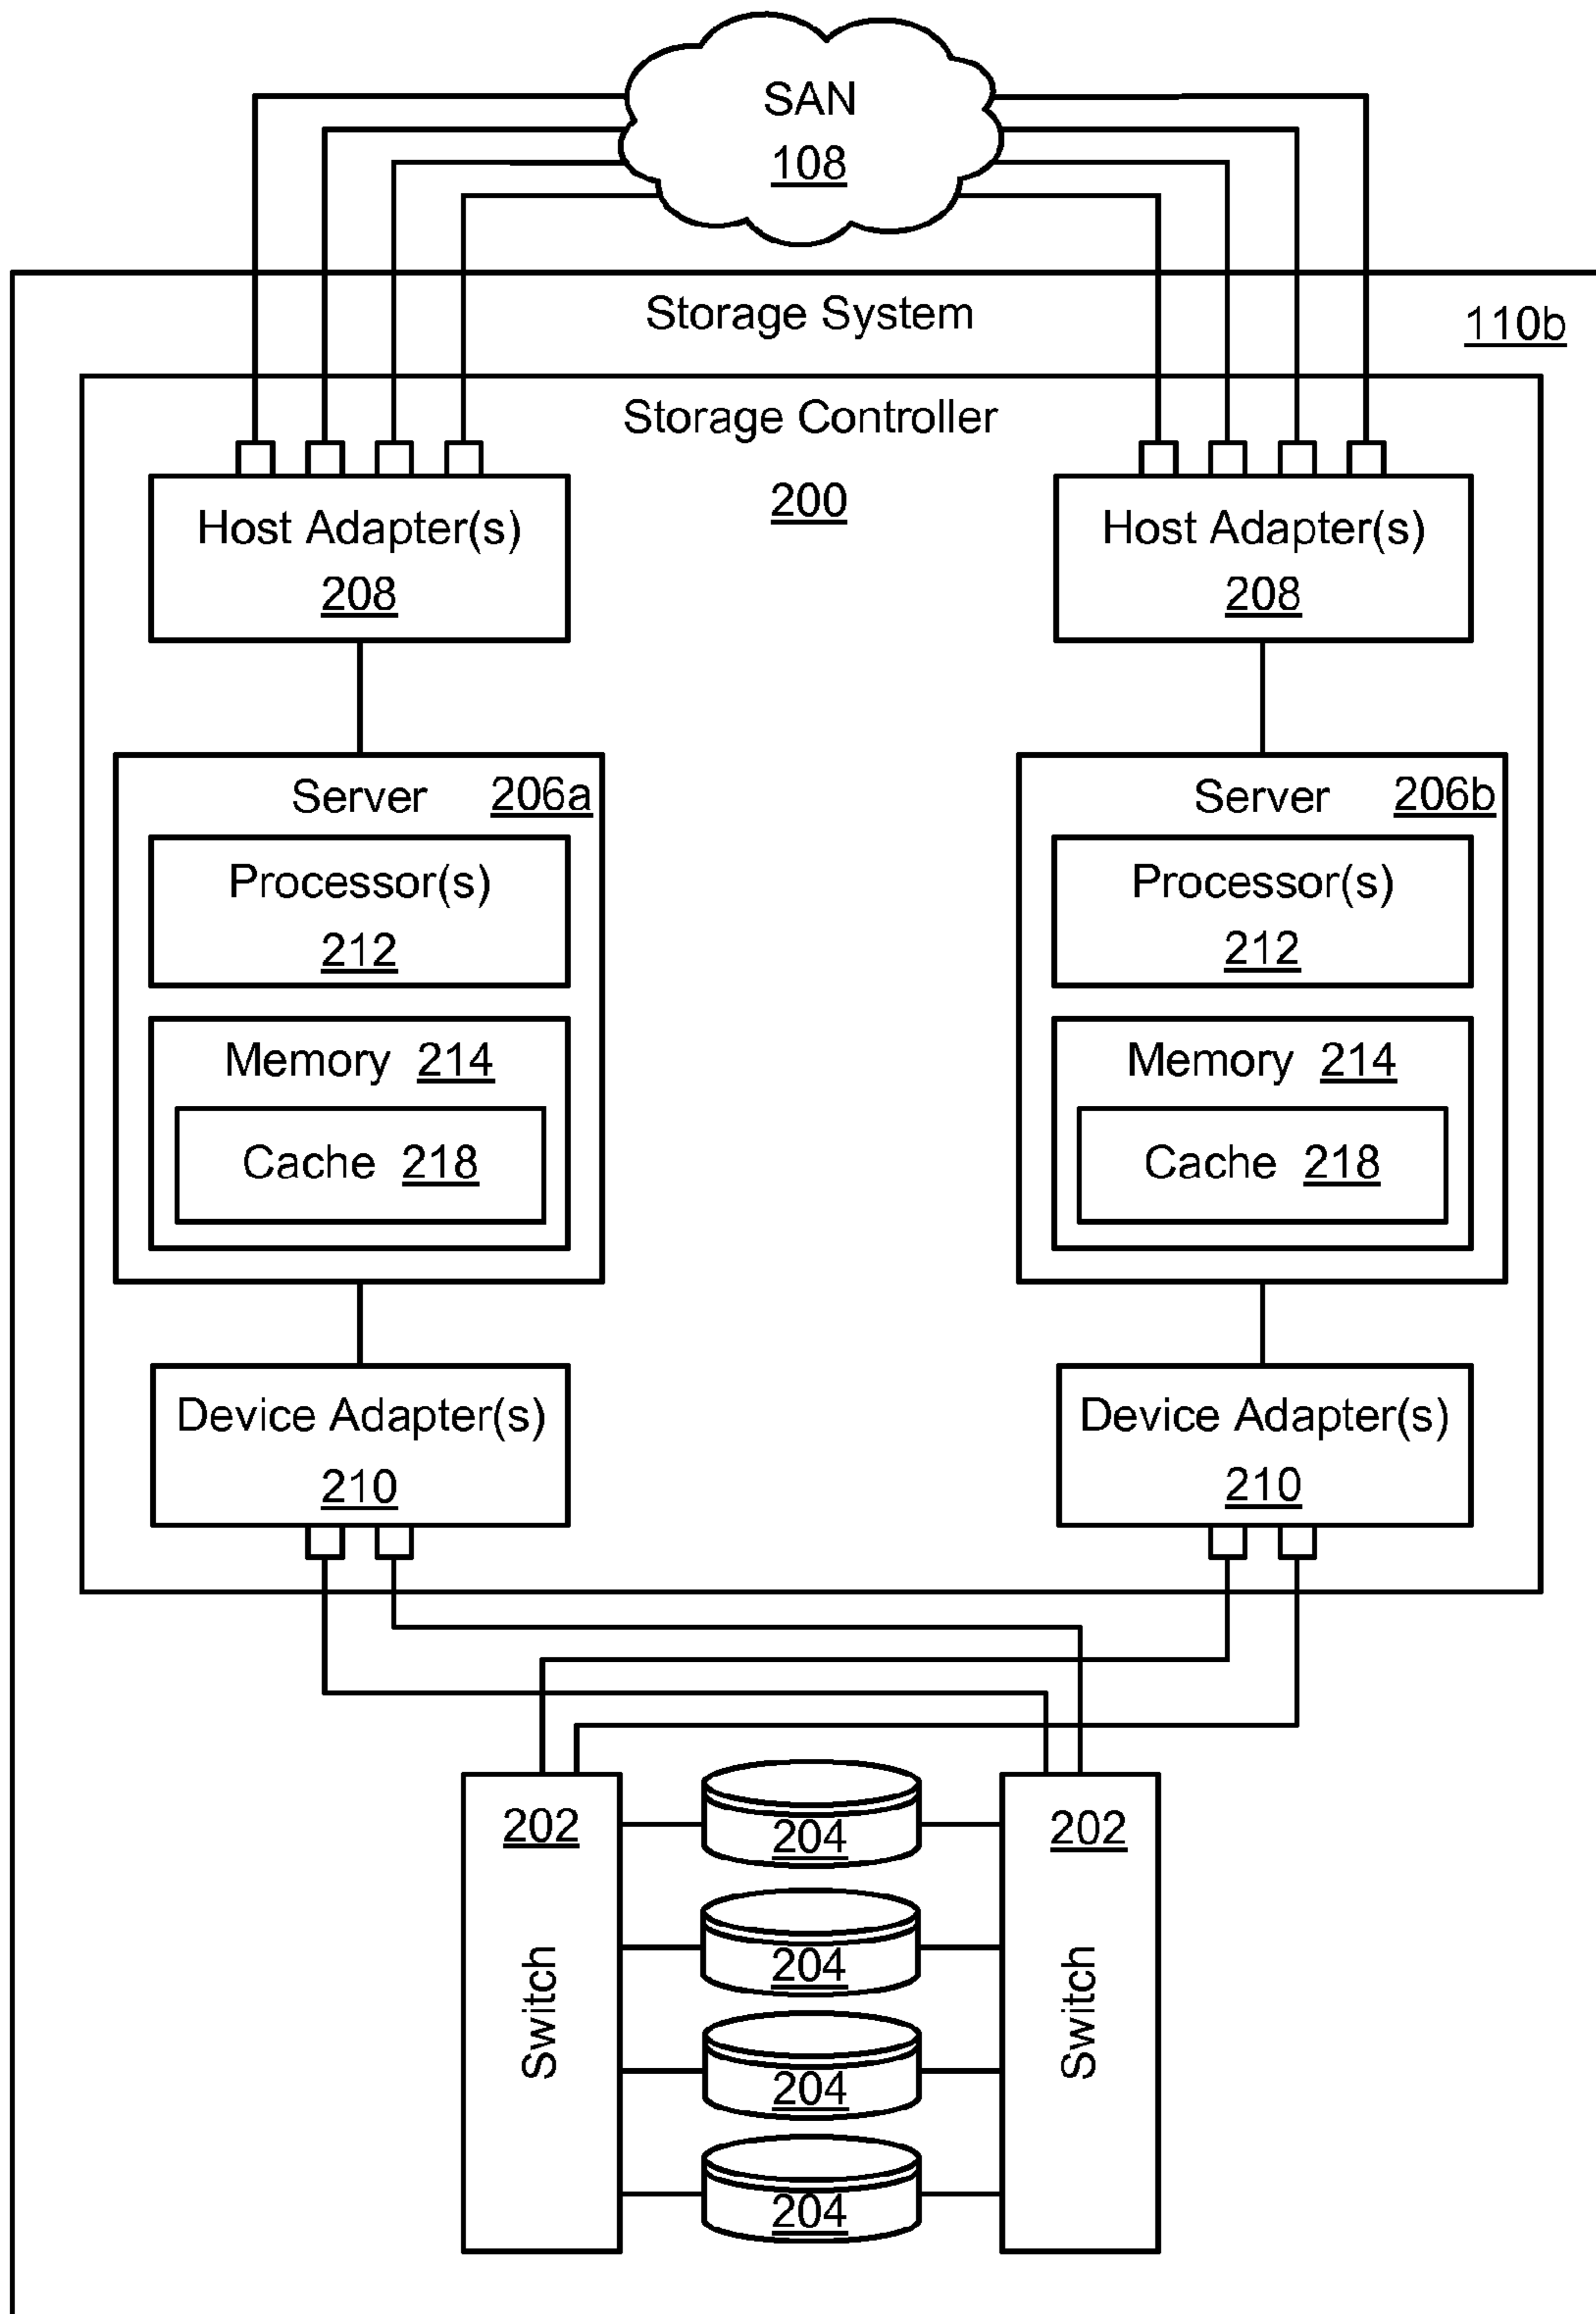 SAN
108
Storage System
110b
Storage Controller
200
Host Adapter(s)
208
Host Adapter(s)
208
Server 206a
Processor(s)
212
Memory 214
Cache 218
Server 206b
Processor(s)
212
Memory 214
Cache 218
Device Adapter(s)
210
Device Adapter(s)
210
202
Switch
204
204
204
204
202
Switch